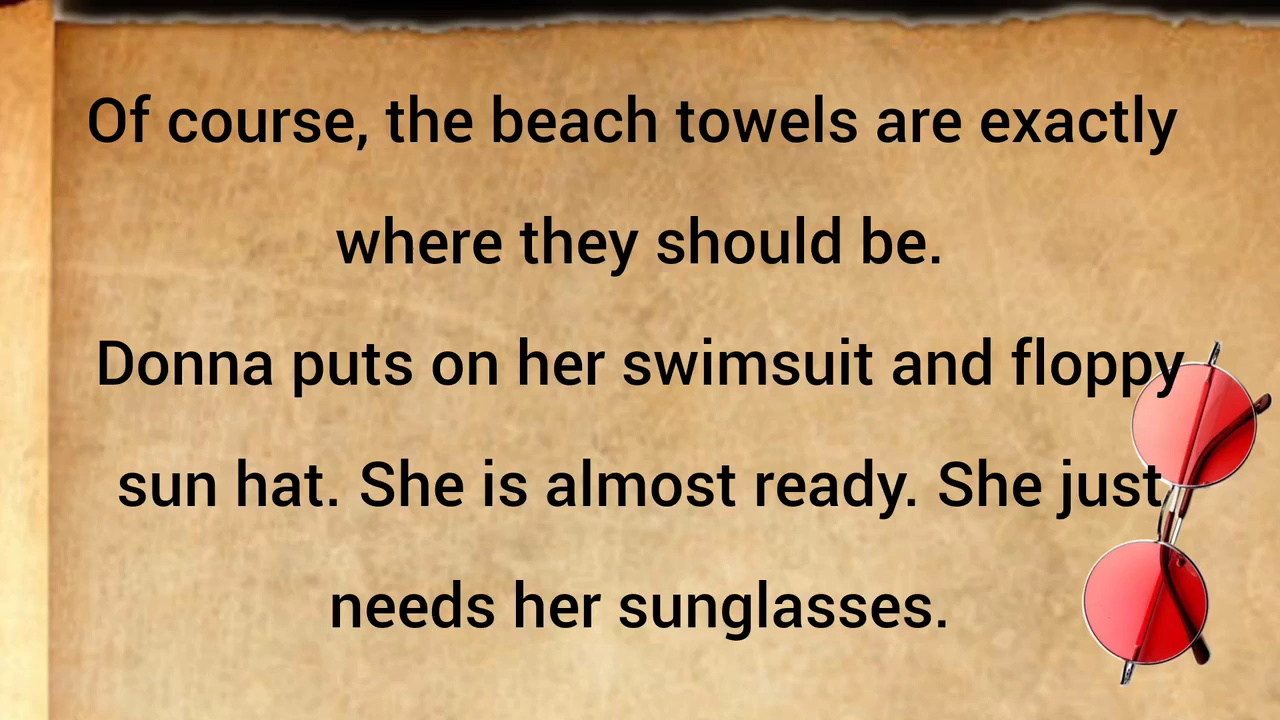 Of course, the beach towels are exactly
where they should be.
Donna puts on her swimsuit and floppy
sun hat. She is almost ready. She just
needs her sunglasses.